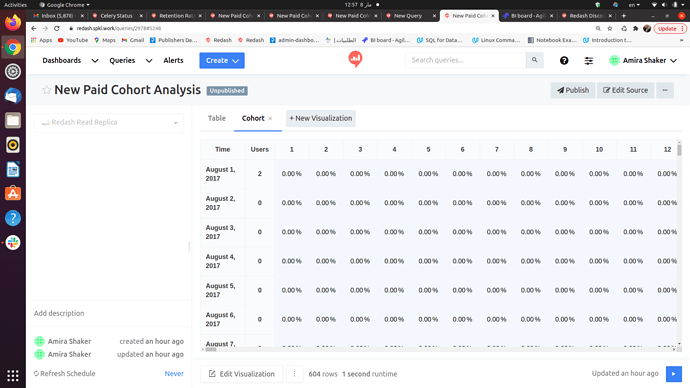 Activities
Google Chrome
مار 8 12:57
en
Inbox (5,876)
Celery Status
Retention Rat
New Paid Coh
New Paid Coh
New Paid Coh
New Query
New Paid Coh
BI board - Agil
Redash Discu
redash.spki.work/queries/2978#5248
Update
Apps
YouTube
Maps
Gmail
Publishers Da
Redash
Redash
admin-dashbo...
الطلبيات | ...
BI board - Agil...
SQL for Data...
Linux Comma...
Notebook Exa...
Introduction t...
Dashboards
Queries
Alerts
Create
Search queries...
Amira Shaker
New Paid Cohort Analysis
Unpublished
Publish
Edit Source
Redash Read Replica
Table
Cohort
+ New Visualization
Time Users 1 2 3 4 5 6 7 8 9 10 11 12
August 1, 2017 2 0.00% 0.00% 0.00% 0.00% 0.00% 0.00% 0.00% 0.00% 0.00% 0.00% 0.00% 0.00%
August 2, 2017 0 0.00% 0.00% 0.00% 0.00% 0.00% 0.00% 0.00% 0.00% 0.00% 0.00% 0.00% 0.00%
August 3, 2017 0 0.00% 0.00% 0.00% 0.00% 0.00% 0.00% 0.00% 0.00% 0.00% 0.00% 0.00% 0.00%
August 4, 2017 0 0.00% 0.00% 0.00% 0.00% 0.00% 0.00% 0.00% 0.00% 0.00% 0.00% 0.00% 0.00%
August 5, 2017 0 0.00% 0.00% 0.00% 0.00% 0.00% 0.00% 0.00% 0.00% 0.00% 0.00% 0.00% 0.00%
August 6, 2017 0 0.00% 0.00% 0.00% 0.00% 0.00% 0.00% 0.00% 0.00% 0.00% 0.00% 0.00% 0.00%
August 7,
Add description
Amira Shaker created an hour ago
Amira Shaker updated an hour ago
Refresh Schedule Never
Edit Visualization
604 rows 1 second runtime
Updated an hour ago